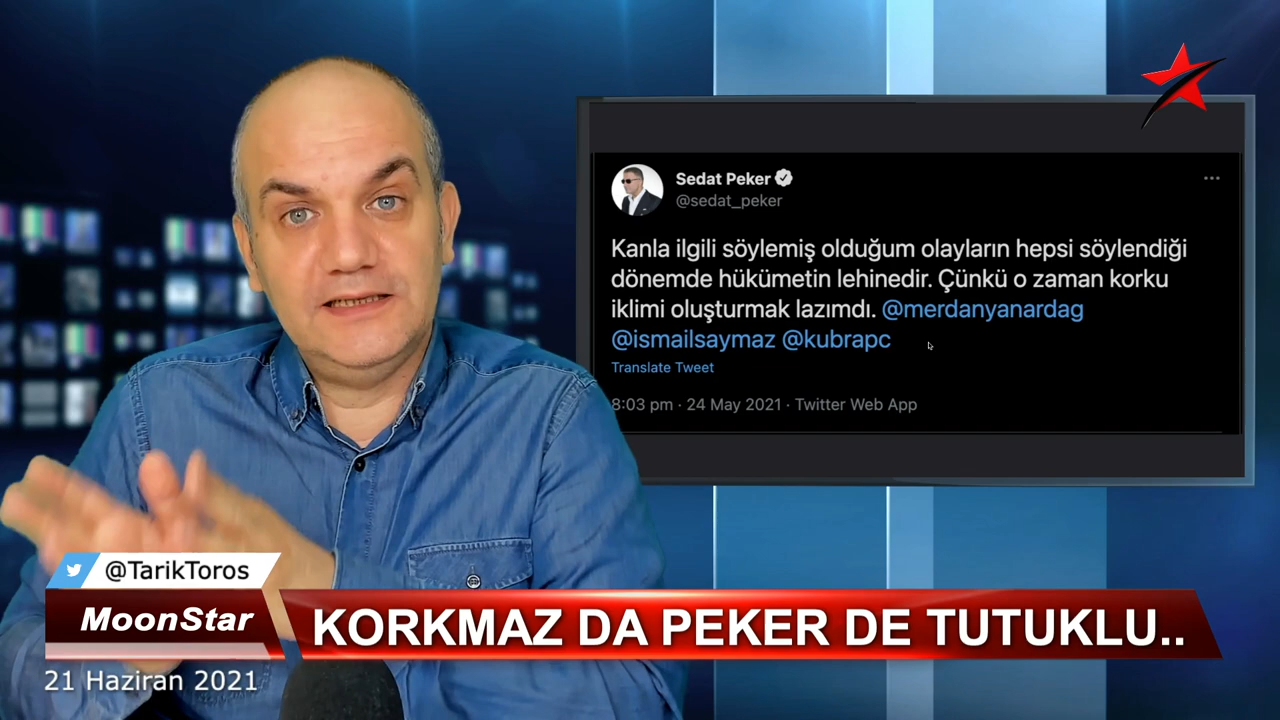 Sedat Peker
@sedat_peker
Kanla ilgili söylemiş olduğum olayların hepsi söylendiği
dönemde hükümetin lehinedir. Çünkü o zaman korku
iklimi oluşturmak lazımdı. @merdanyanardag
@ismailsaymaz @kubrapc
Translate Tweet
8:03 pm · 24 May 2021 · Twitter Web App
@TarikToros
MoonStar
KORKMAZ DA PEKER DE TUTUKLU..
21 Haziran 2021